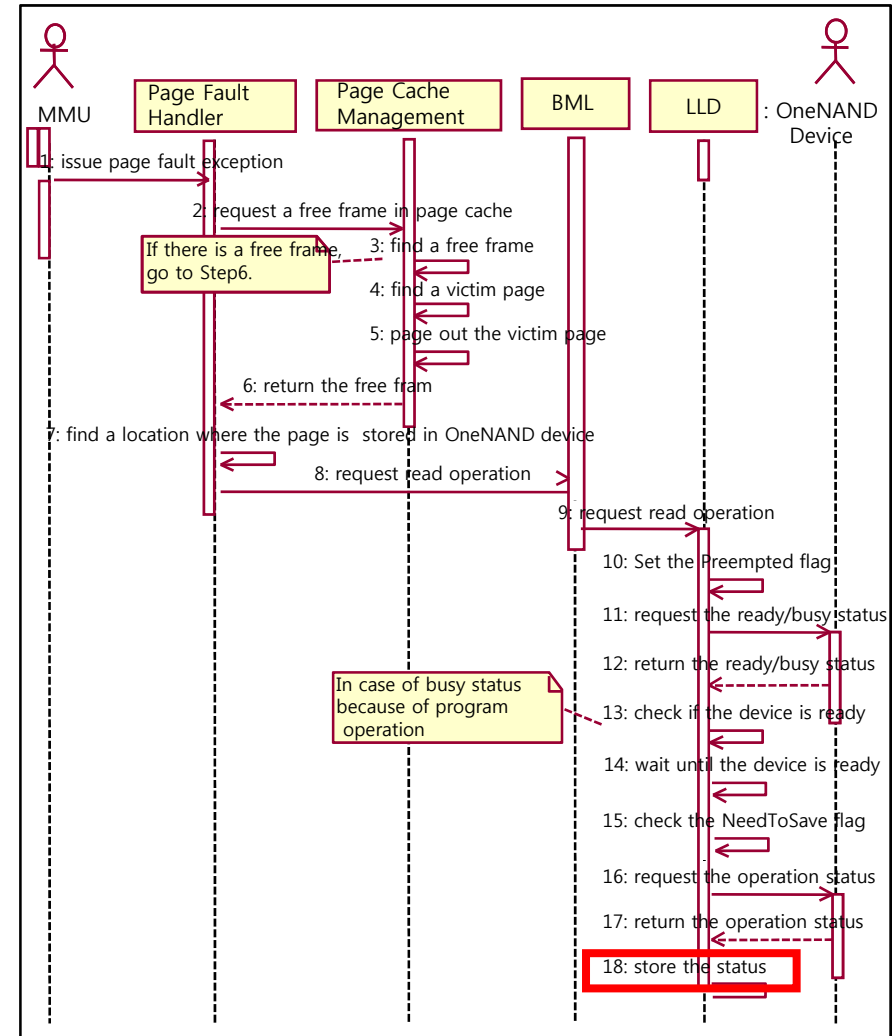 MMU
Page Fault
Handler
Page Cache
Management
BML
LLD
: OneNAND
Device
1: issue page fault exception
2: request a free frame in page cache
If there is a free frame,
go to Step6.
3: find a free frame
4: find a victim page
5: page out the victim page
6: return the free fram
7: find a location where the page is  stored in OneNAND device
8: request read operation
9: request read operation
10: Set the Preempted flag
11: request the ready/busy status
12: return the ready/busy status
In case of busy status
because of program
operation
13: check if the device is ready
14: wait until the device is ready
15: check the NeedToSave flag
16: request the operation status
17: return the operation status
18: store the status